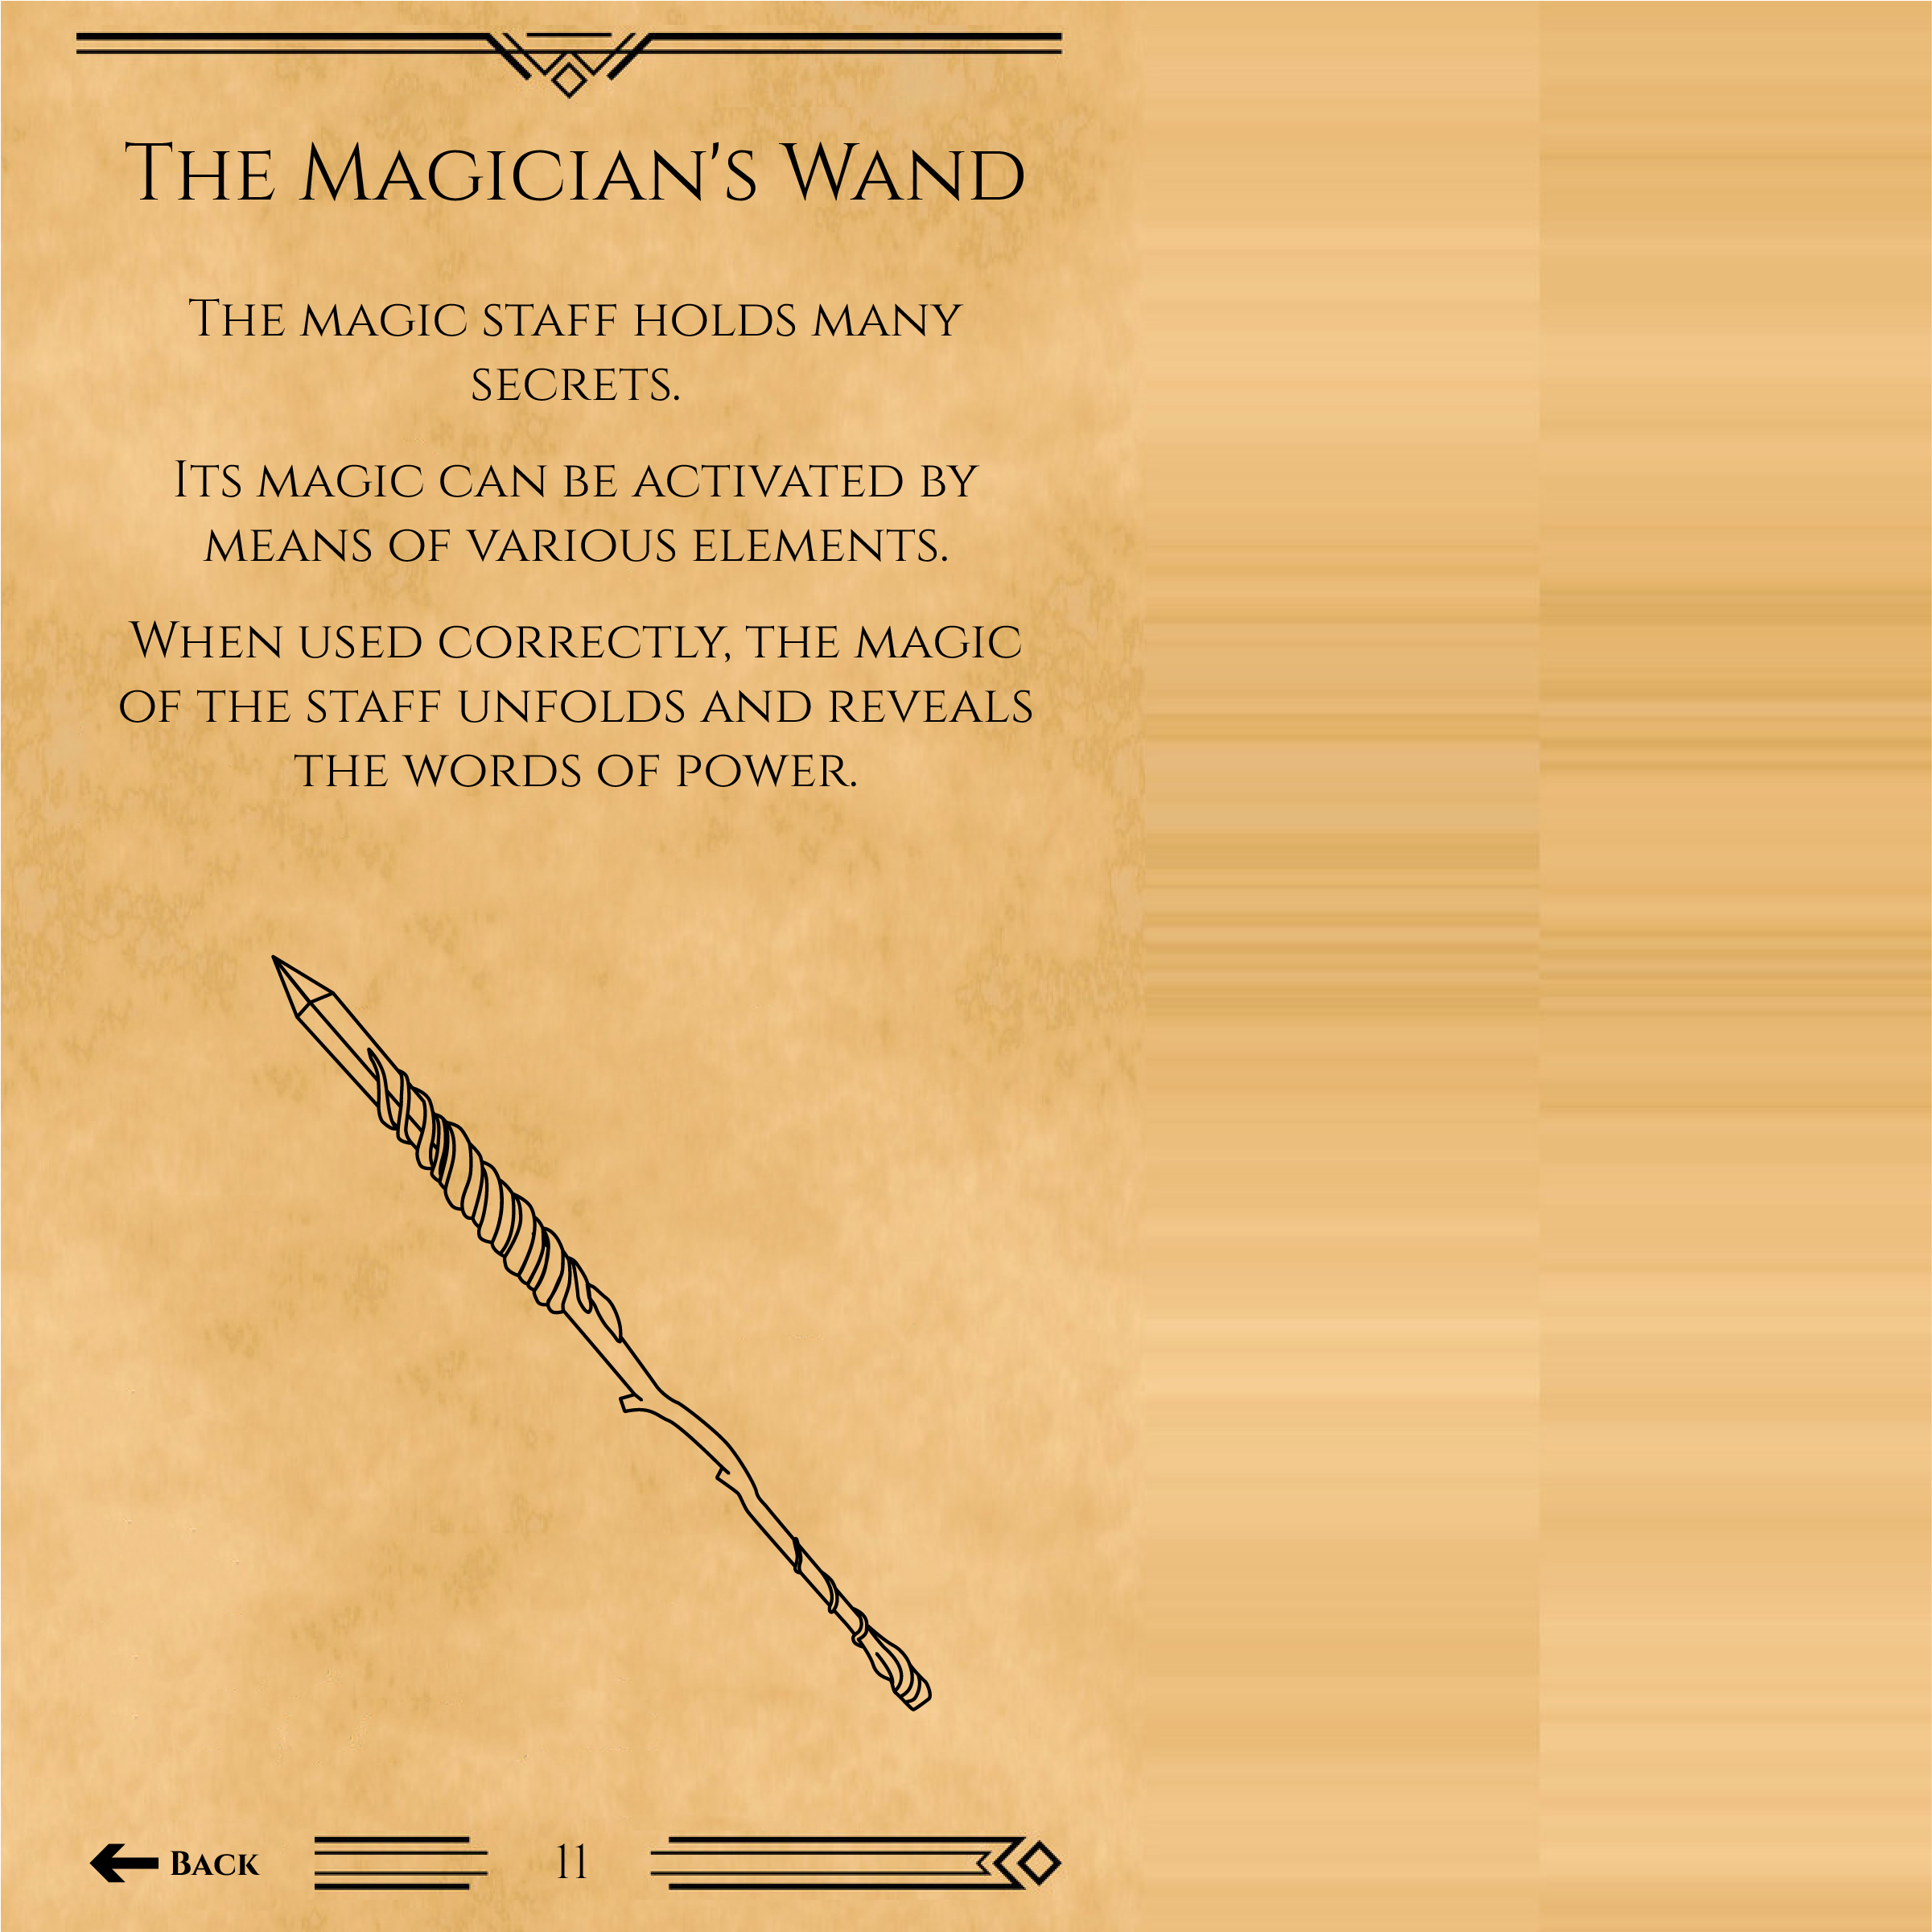 The Magician's Wand
The magic staff holds many
secrets.
Its magic can be activated by
means of various elements.
When used correctly, the magic
of the staff unfolds and reveals
the words of power.
Back
11